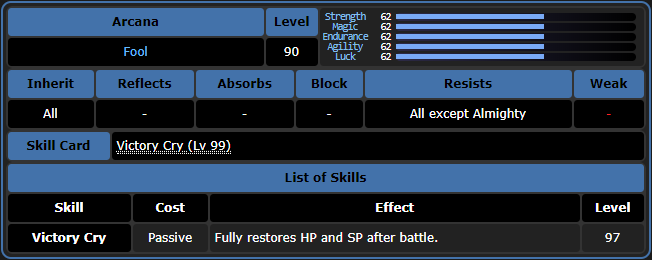 Arcana Level
Strength 62
Magic 62
Endurance 62
Agility 62
Luck 62
Fool 90
Inherit Reflects Absorbs Block Resists Weak
All - - - All except Almighty -
Skill Card Victory Cry (Lv 99)
List of Skills
Skill Cost Effect Level
Victory Cry Passive Fully restores HP and SP after battle. 97